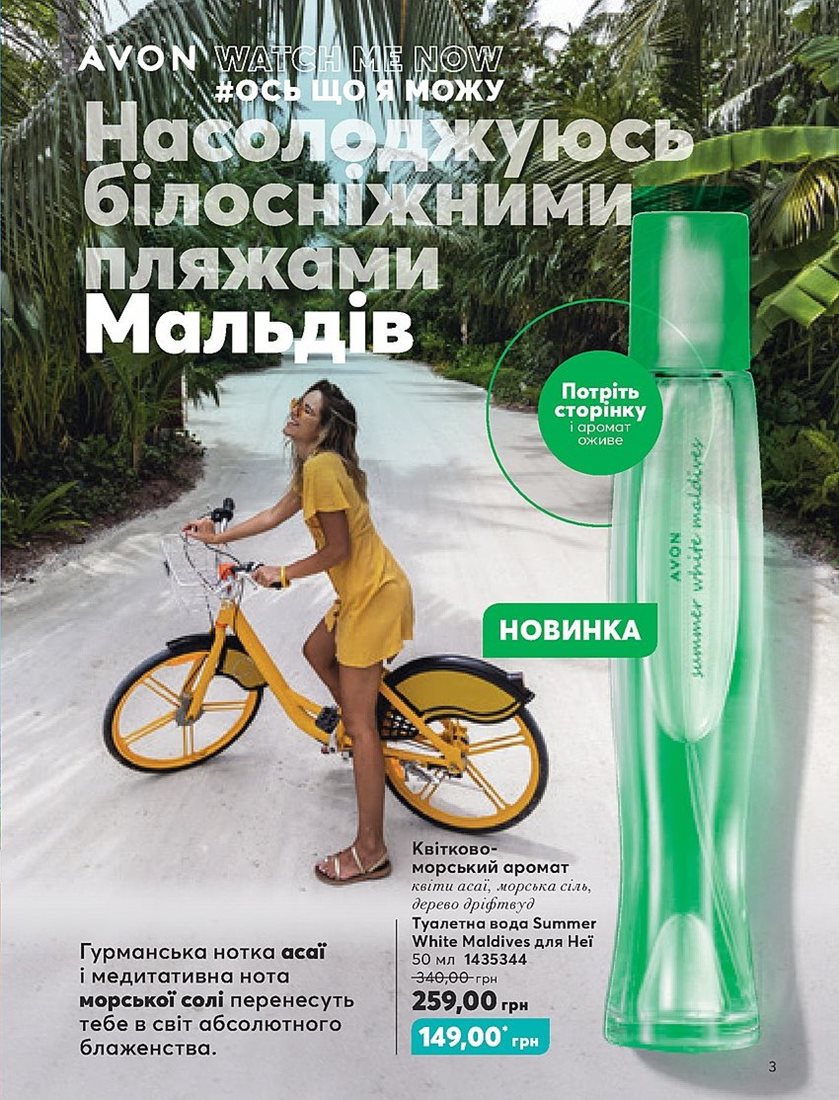 AVON WATCH ME NOW
#ОСЬ ЩО Я МОЖУ
Насолоджуюсь
білосніжними
пляжами
Мальдів
Потріть
сторінку
і аромат
оживе
AVON
summer white maldives
НОВИНКА
Квітково-
морський аромат
квіти асаї, морська сіль,
дерево дріфтвуд
Туалетна вода Summer
White Maldives для Неї
50 мл 1435344
340,00 грн
259,00 грн
149,00* грн
Гурманська нотка асаї
і медитативна нота
морської солі перенесуть
тебе в світ абсолютного
блаженства.
3